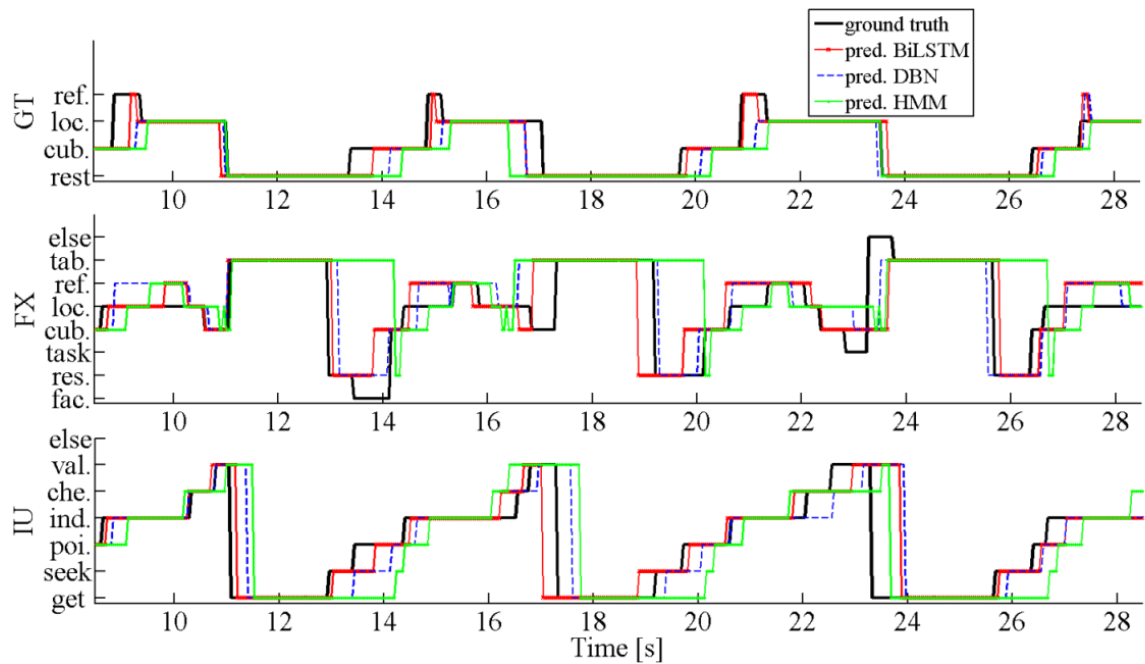 ground truth
pred. BiLSTM
pred. DBN
pred. HMM
GT
ref.
loc.
cub.
rest
10 12 14 16 18 20 22 24 26 28
Time [s]
FX
else
tab.
ref.
loc.
cub.
task
res.
fac.
10 12 14 16 18 20 22 24 26 28
IU
else
val.
che.
ind.
poi.
seek
get
10 12 14 16 18 20 22 24 26 28
Time [s]